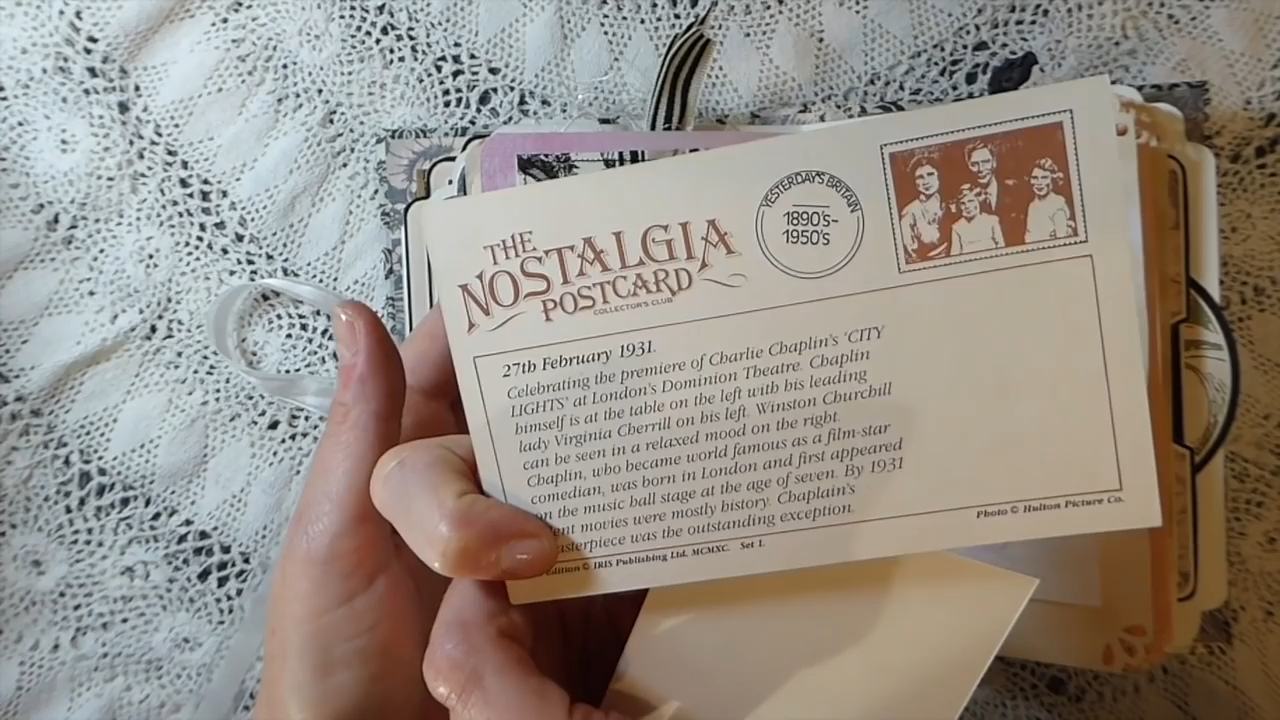 THE
NOSTALGIA
POSTCARD
COLLECTOR'S CLUB
YESTERDAY'S BRITAIN
1890's-
1950's
27th February 1931.
Celebrating the premiere of Charlie Chaplin's 'CITY
LIGHTS' at London's Dominion Theatre. Chaplin
himself is at the table on the left with his leading
lady Virginia Cherrill on his left. Winston Churchill
can be seen in a relaxed mood on the right.
Chaplin, who became world famous as a film-star
comedian, was born in London and first appeared
on the music ball stage at the age of seven. By 1931
movies were mostly history. Chaplain's
was the outstanding exception.
Edition © IRIS Publishing Ltd, MCMXC. Set 1.
Photo © Hulton Picture Co.